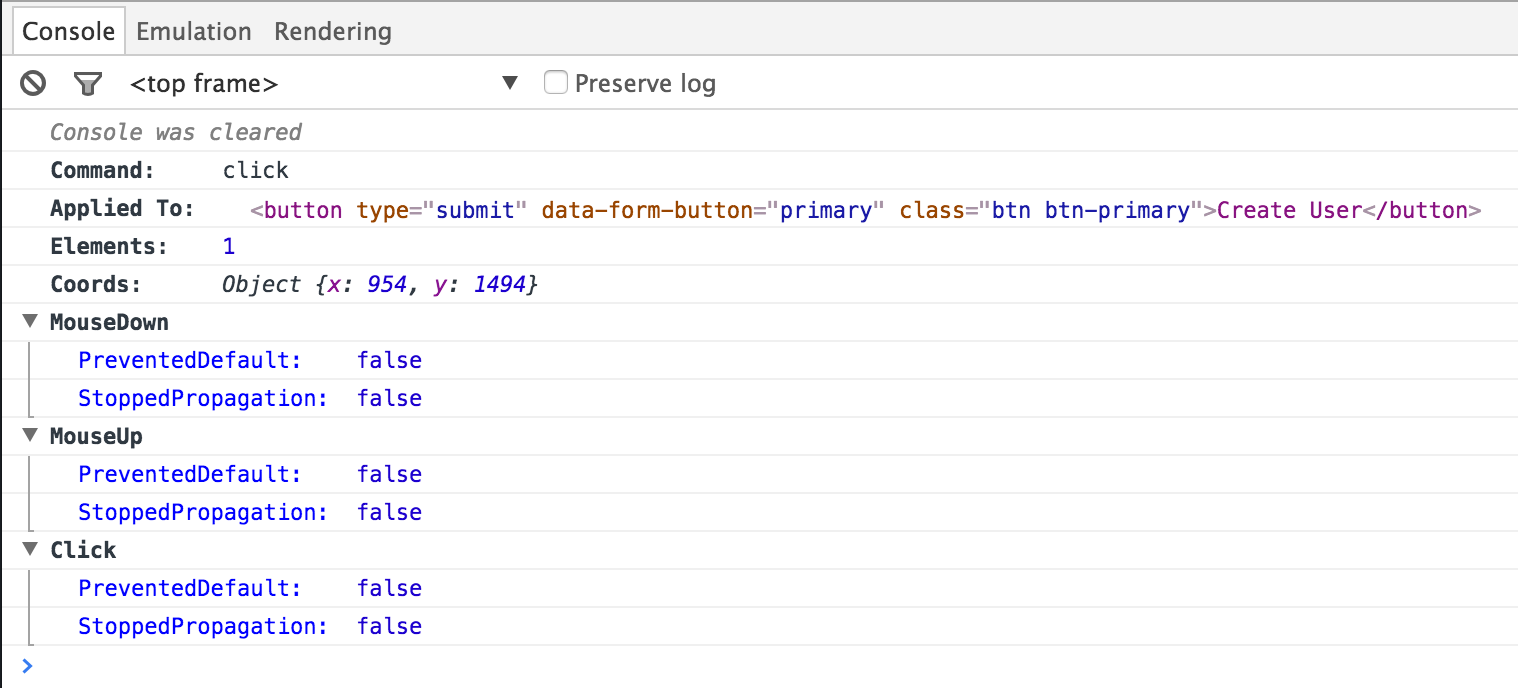 Console Emulation Rendering
<top frame> ▼ Preserve log
Console was cleared
Command: click
Applied To: <button type="submit" data-form-button="primary" class="btn btn-primary">Create User</button>
Elements: 1
Coords: Object {x: 954, y: 1494}
▼ MouseDown
PreventedDefault: false
StoppedPropagation: false
▼ MouseUp
PreventedDefault: false
StoppedPropagation: false
▼ Click
PreventedDefault: false
StoppedPropagation: false
>